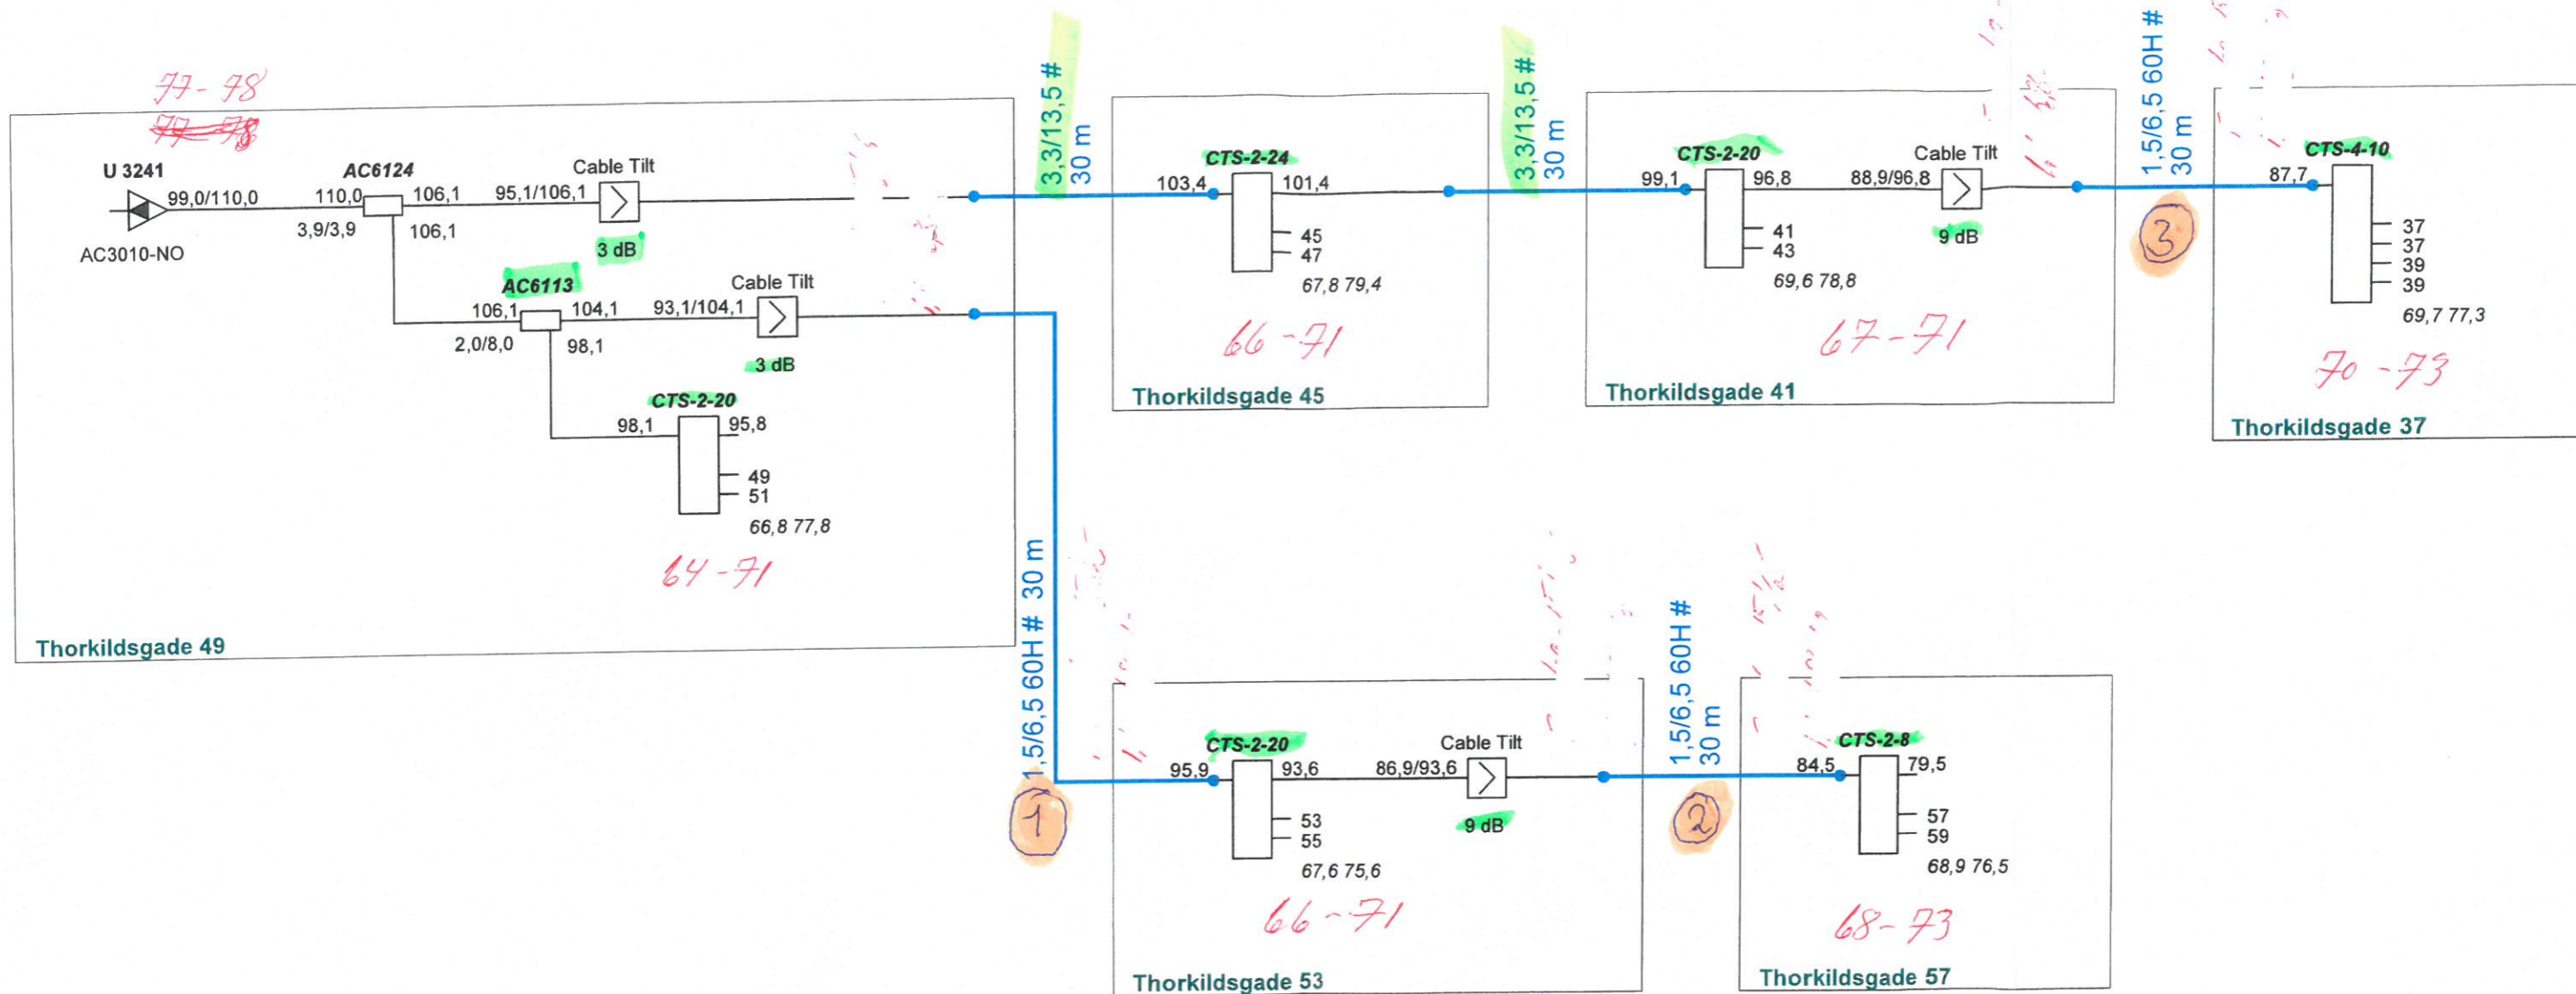 77-78
77-78
U 3241
99,0/110,0
AC3010-NO
AC6124
110,0
106,1
3,9/3,9
106,1
95,1/106,1
Cable Tilt
3 dB
AC6113
106,1
104,1
2,0/8,0
98,1
93,1/104,1
Cable Tilt
3 dB
CTS-2-20
98,1
95,8
49
51
66,8 77,8
64-71
Thorkildsgade 49
3,3/13,5 #
30 m
CTS-2-24
103,4
101,4
45
47
67,8 79,4
66-71
Thorkildsgade 45
3,3/13,5 #
30 m
CTS-2-20
99,1
96,8
41
43
69,6 78,8
88,9/96,8
Cable Tilt
9 dB
67-71
Thorkildsgade 41
1,5/6,5 60H #
30 m
3
CTS-4-10
87,7
37
37
39
39
69,7 77,3
70-73
Thorkildsgade 37
1,5/6,5 60H # 30 m
1
CTS-2-20
95,9
93,6
53
55
67,6 75,6
86,9/93,6
Cable Tilt
9 dB
66-71
Thorkildsgade 53
1,5/6,5 60H #
30 m
2
CTS-2-8
84,5
79,5
57
59
68,9 76,5
68-73
Thorkildsgade 57